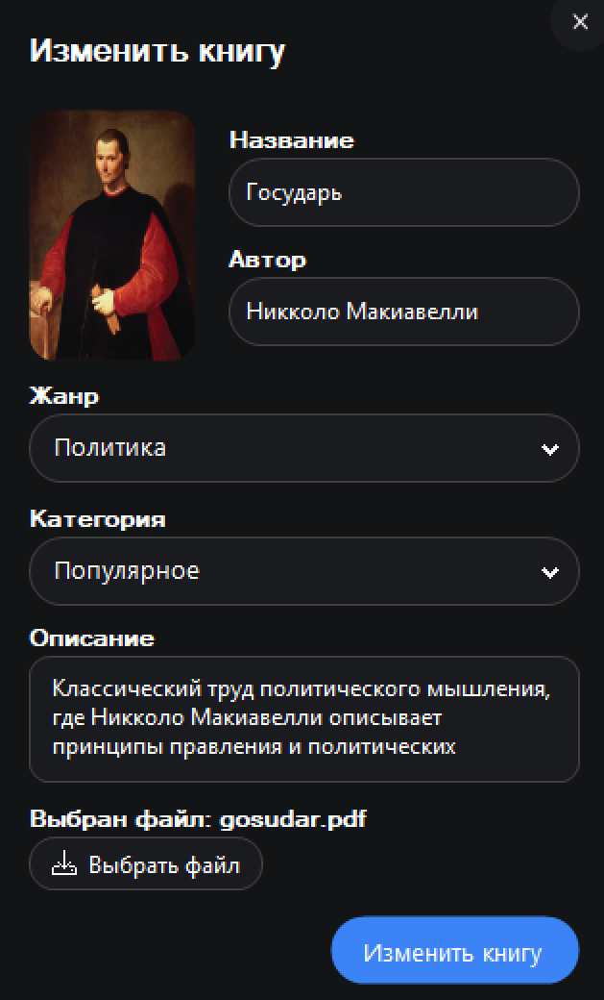 Изменить книгу
Название
Государь
Автор
Никколо Макиавелли
Жанр
Политика
Категория
Популярное
Описание
Классический труд политического мышления,
где Никколо Макиавелли описывает
принципы правления и политических
Выбран файл: gosudar.pdf
Выбрать файл
Изменить книгу